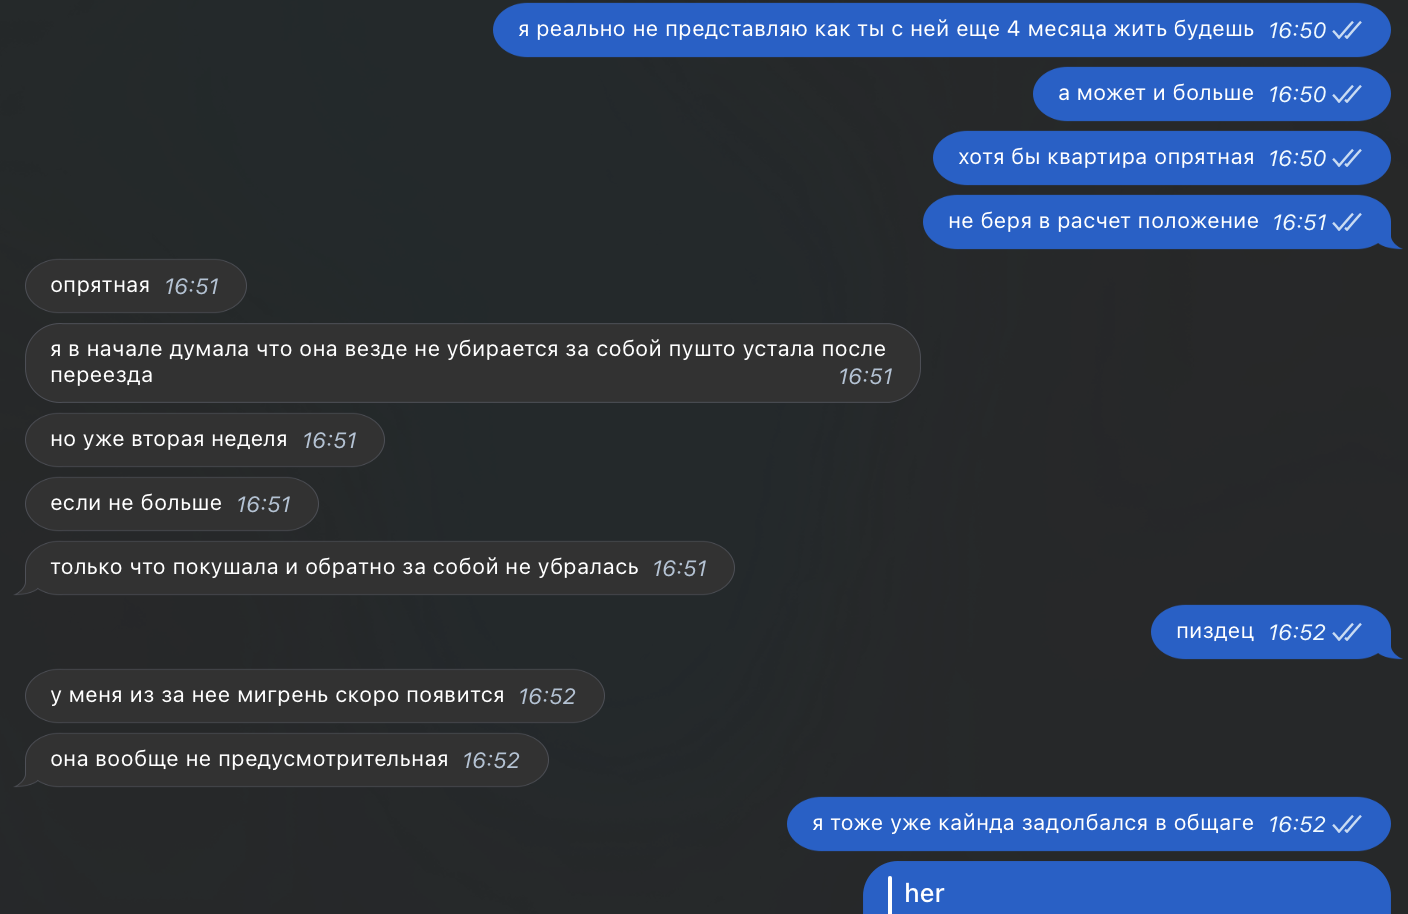 я реально не представляю как ты с ней еще 4 месяца жить будешь 16:50
а может и больше 16:50
хотя бы квартира опрятная 16:50
не беря в расчет положение 16:51
опрятная 16:51
я в начале думала что она везде не убирается за собой пушто устала после
переезда 16:51
но уже вторая неделя 16:51
если не больше 16:51
только что покушала и обратно за собой не убралась 16:51
пиздец 16:52
у меня из за нее мигрень скоро появится 16:52
она вообще не предусмотрительная 16:52
я тоже уже кайнда задолбался в общаге 16:52
her